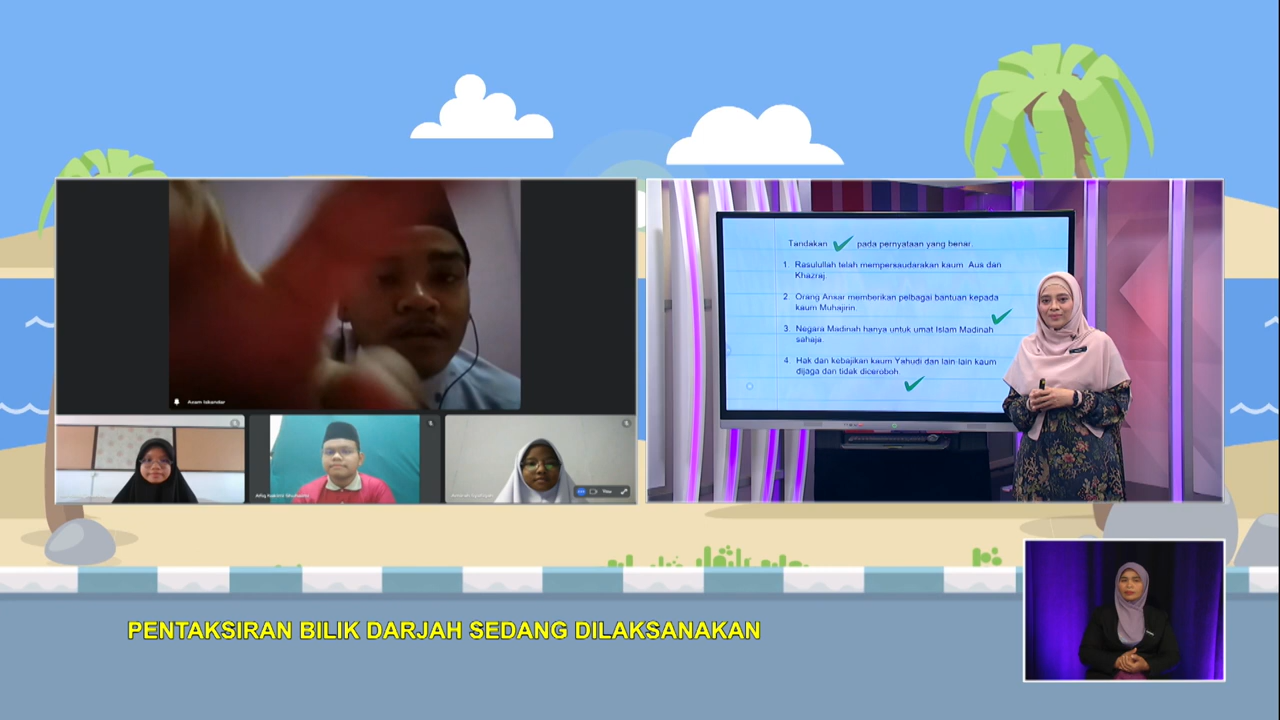 Tandakan pada pernyataan yang benar.
1. Rasulullah telah mempersaudarakan kaum Aus dan
Khazraj.
2. Orang Ansar memberikan pelbagai bantuan kepada
kaum Muhajirin.
3. Negara Madinah hanya untuk umat Islam Madinah
sahaja.
4. Hak dan kebajikan kaum Yahudi dan lain-lain kaum
dijaga dan tidak dicerobohi.
Azam Iskandar
View
PENTAKSIRAN BILIK DARJAH SEDANG DILAKSANAKAN